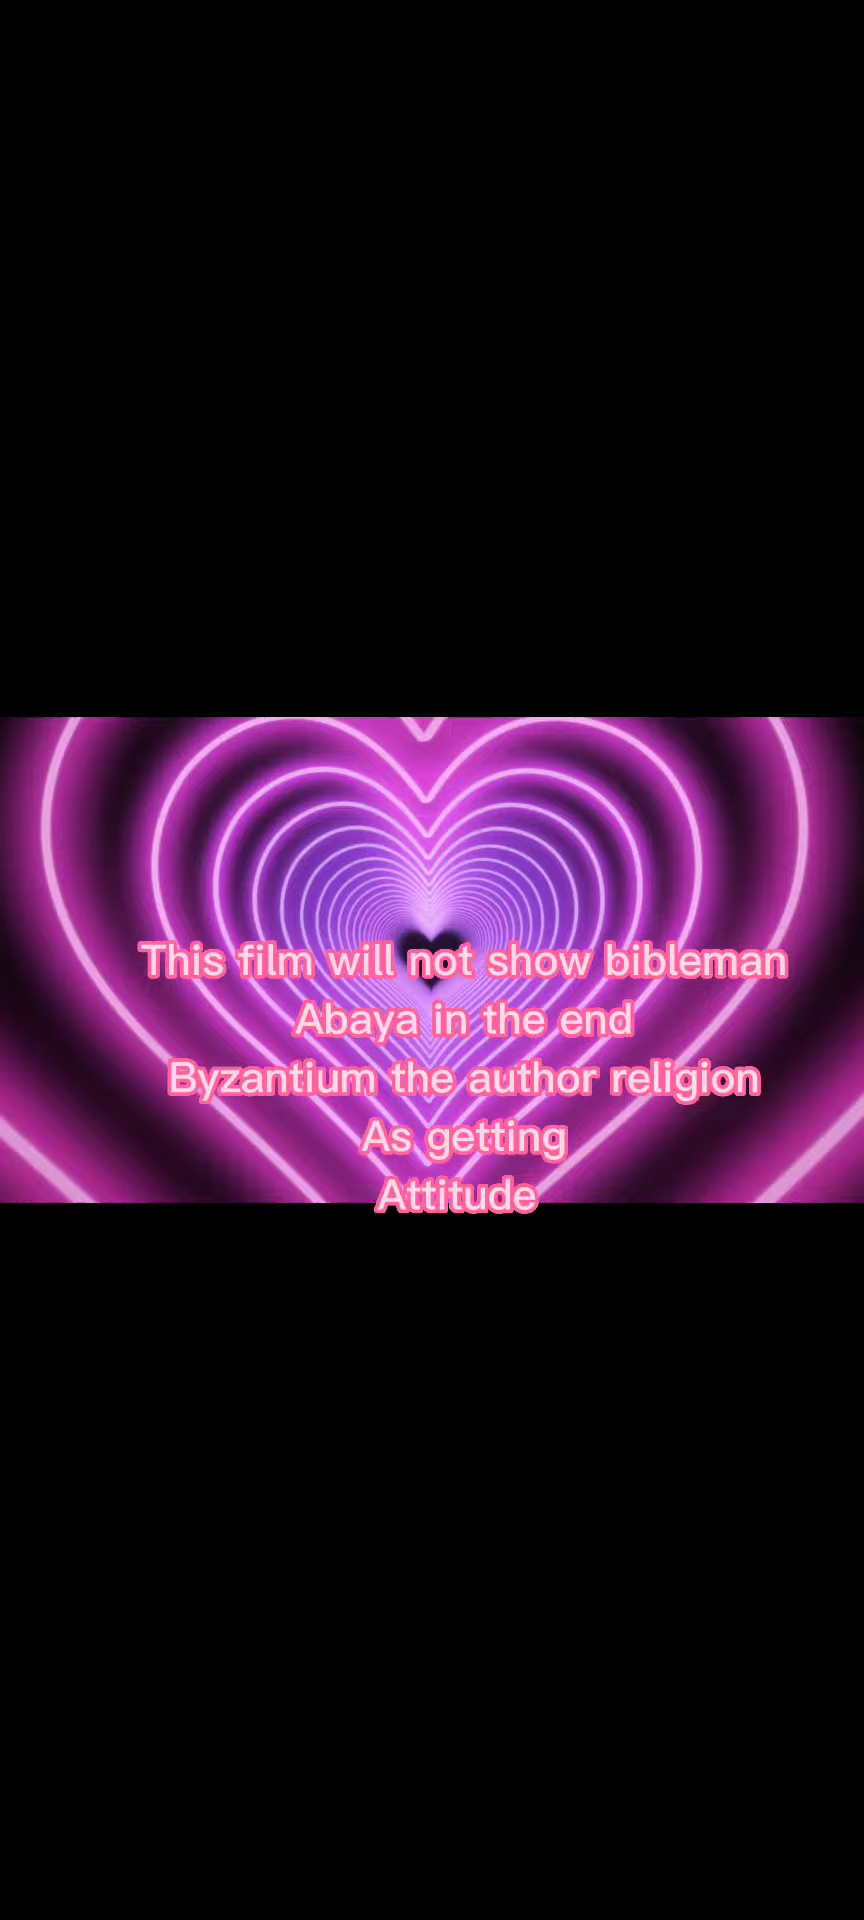 This film will not show bibleman
Abaya in the end
Byzantium the author religion
As getting
Attitude